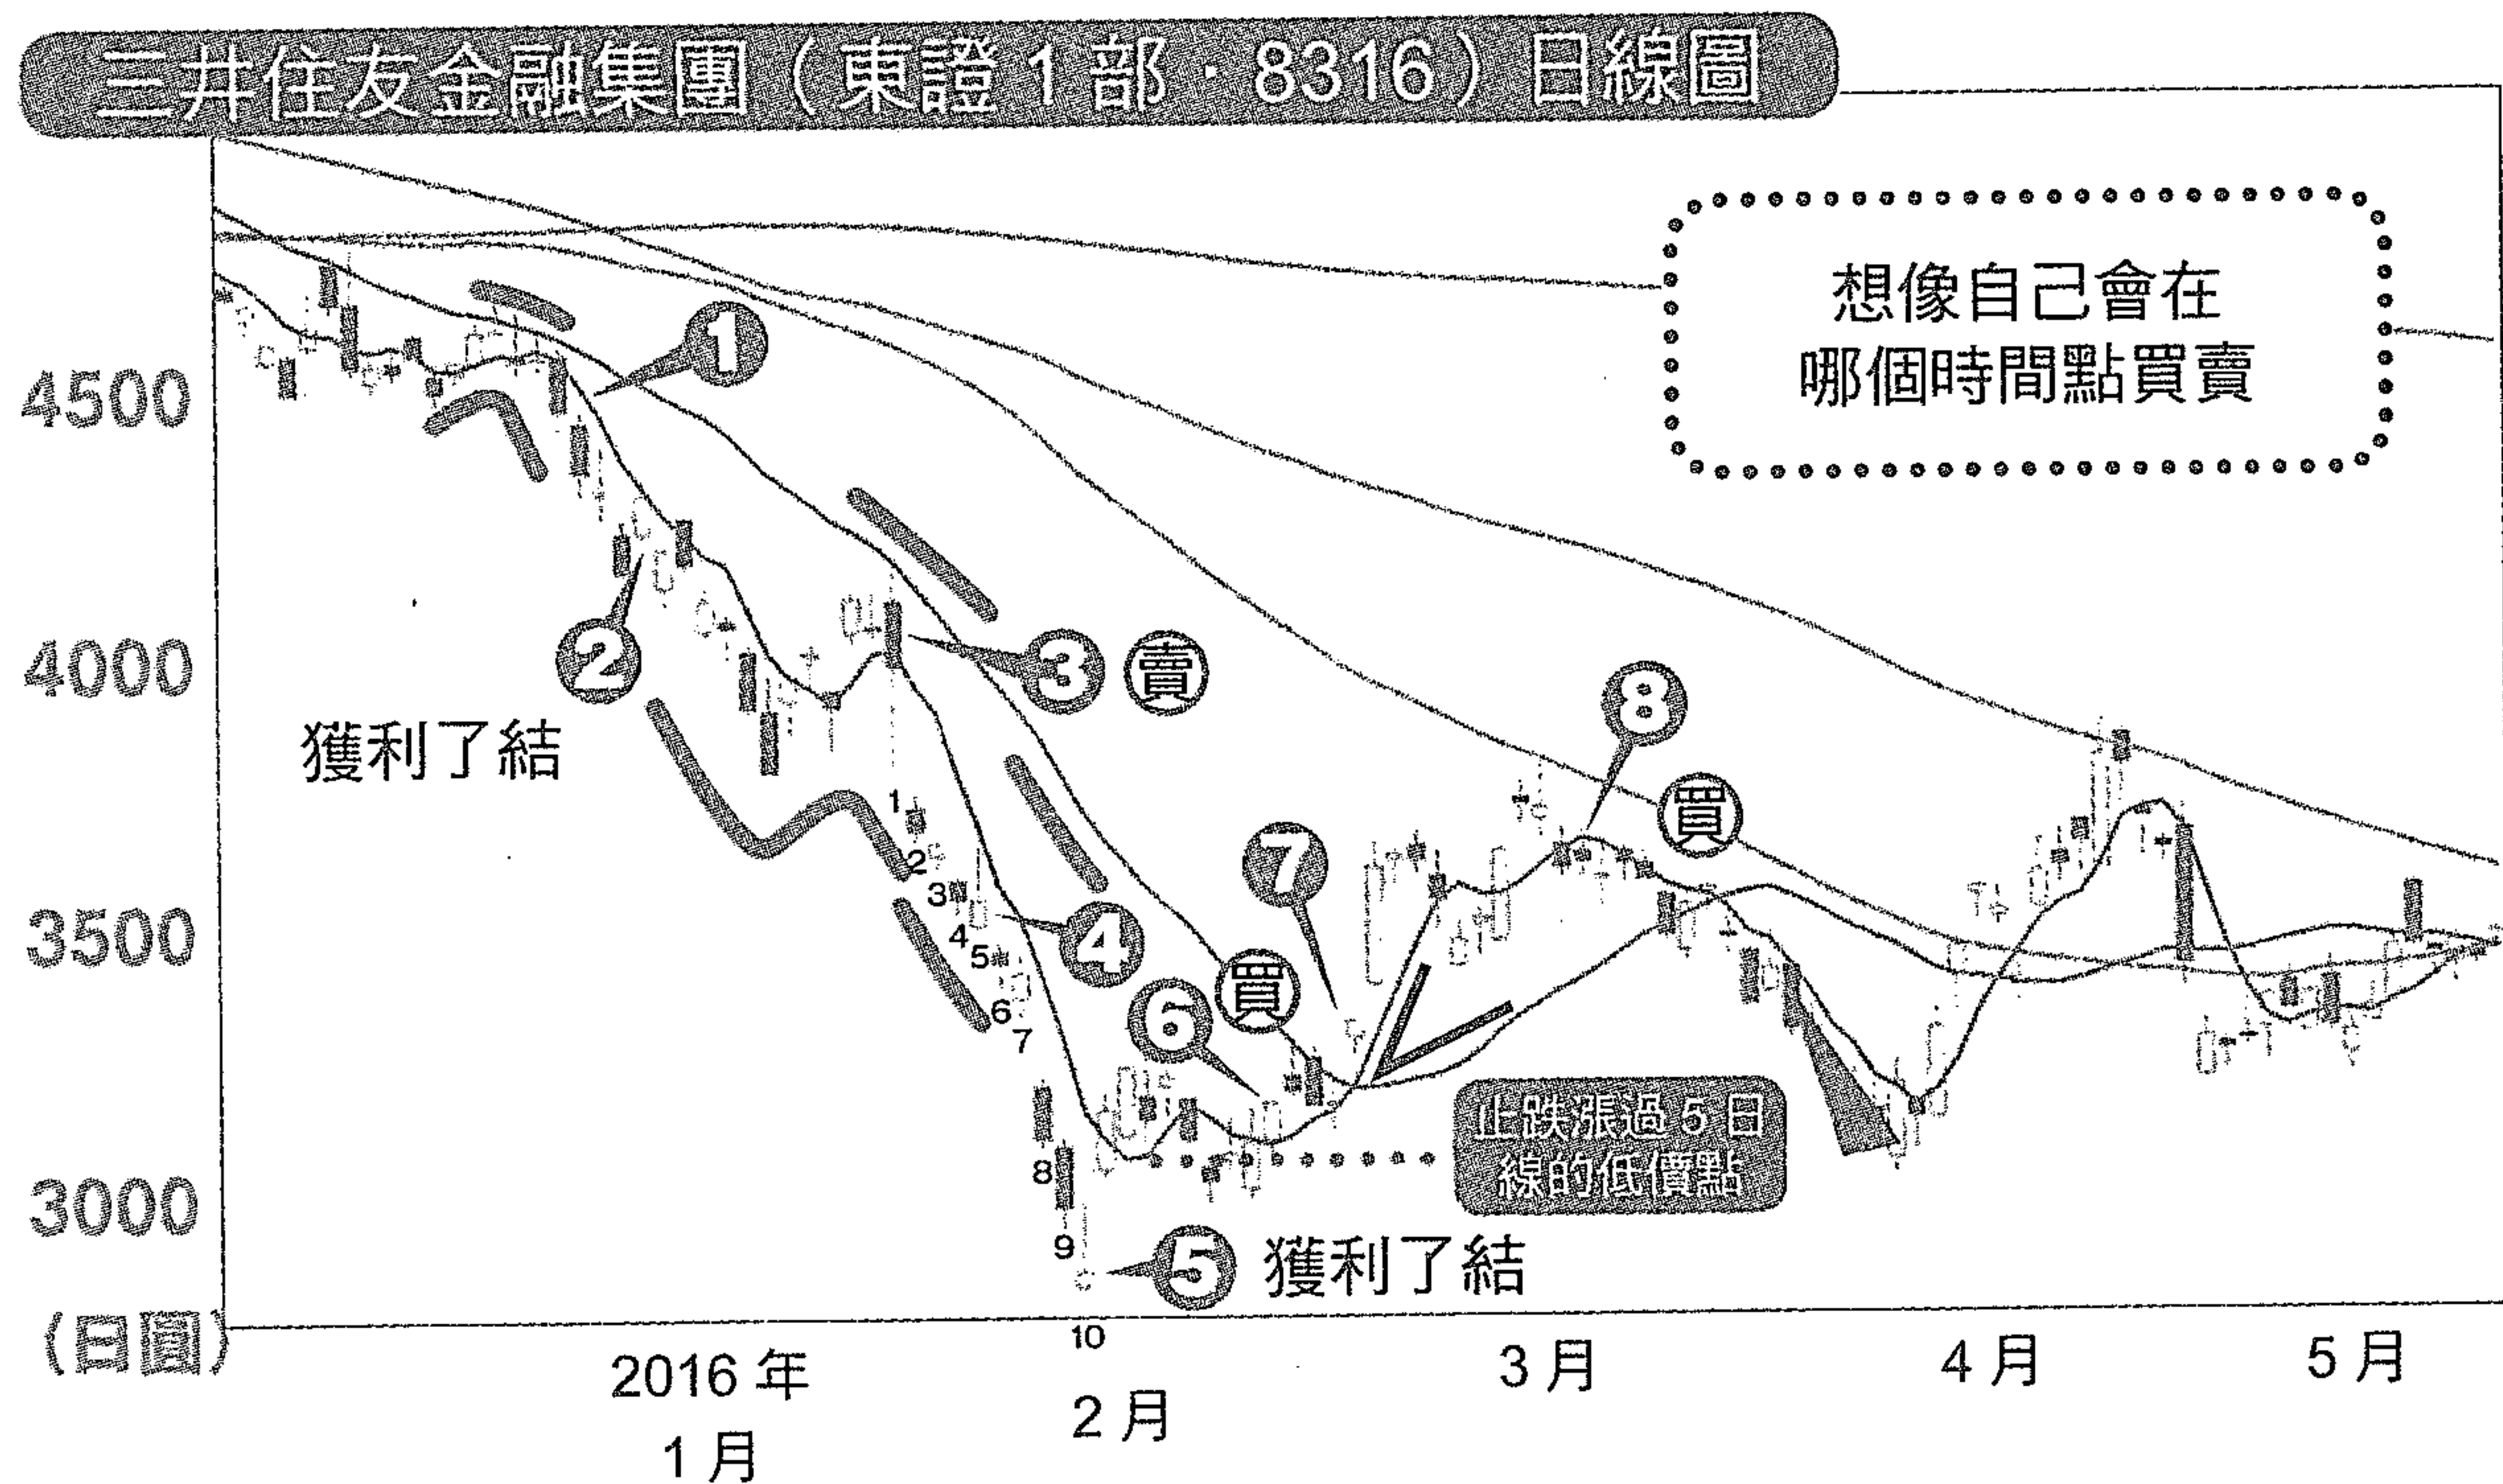 三井住友金融集團（東證1部·8316）日線圖
想像自己會在
哪個時間點買賣
4500
4000
3500
3000
（日圓）
1
2
獲利了結
3 賣
4
5 獲利了結
6
買
7
8
買
1
2
3
4
5
6
7
8
9
10
止跌漲過5日
線的低價點
2016年
1月
2月
3月
4月
5月